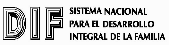 DIF
SISTEMA NACIONAL
PARA EL DESARROLLO
INTEGRAL DE LA FAMILIA